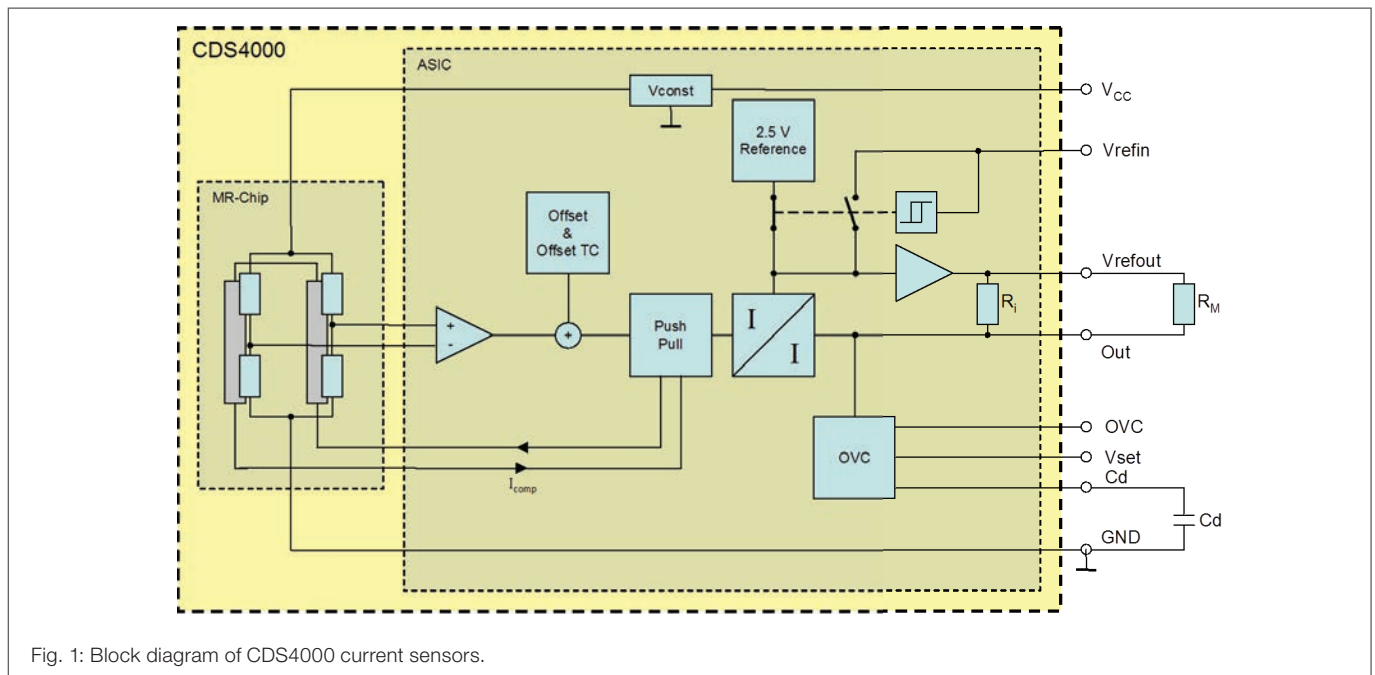 CDS4000
ASIC
Vconst
V_CC
2.5 V
Reference
Vrefin
MR-Chip
Offset
&
Offset TC
Vrefout
R_i
R_M
+
-
+
Push
Pull
I
I
Out
OVC
OVC
Vset
Cd
I_comp
Cd
GND
Fig. 1: Block diagram of CDS4000 current sensors.